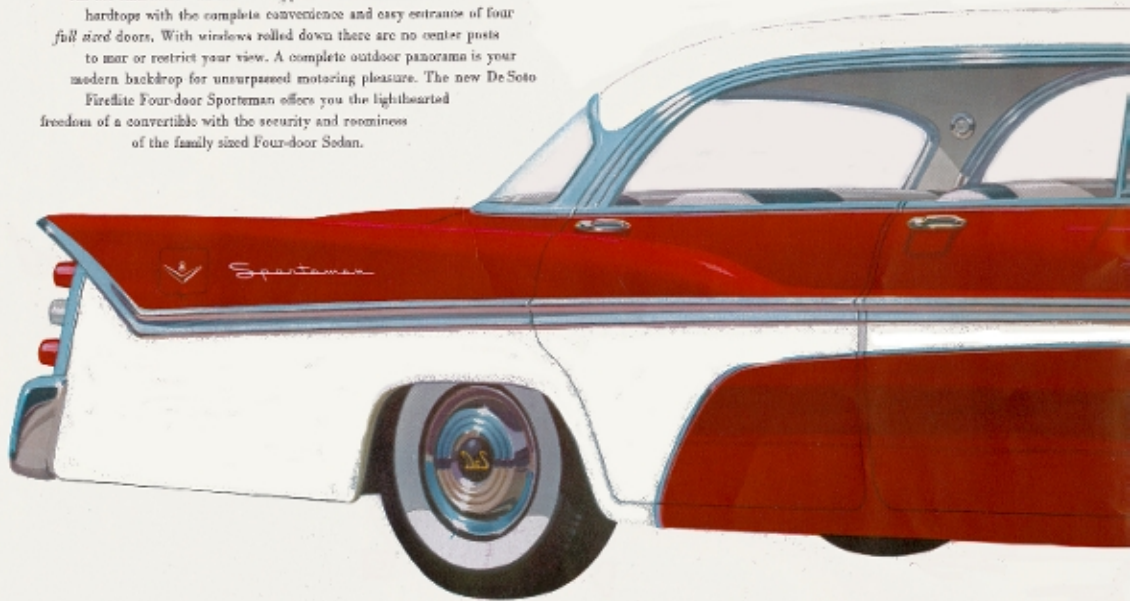 hardtops with the complete convenience and easy entrance of four
full sized doors. With windows rolled down there are no center posts
to mar or restrict your view. A complete outdoor panorama is your
modern backdrop for unsurpassed motoring pleasure. The new De Soto
Fireflite Four-door Sportsman offers you the lighthearted
freedom of a convertible with the security and roominess
of the family sized Four-door Sedan.
Sportsman
DeS